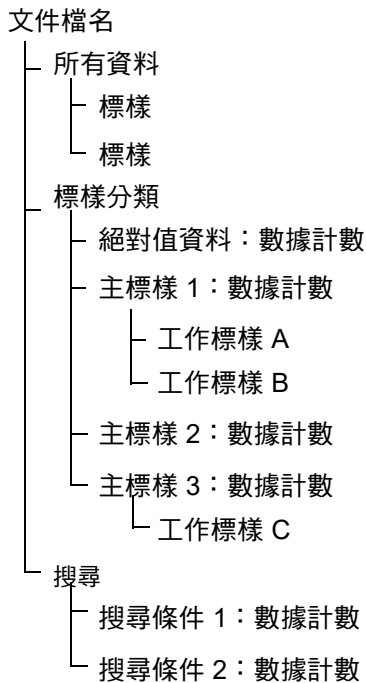 文件檔名
所有資料
標樣
標樣
標樣分類
絕對值資料：數據計數
主標樣 1：數據計數
工作標樣 A
工作標樣 B
主標樣 2：數據計數
主標樣 3：數據計數
工作標樣 C
搜尋
搜尋條件 1：數據計數
搜尋條件 2：數據計數